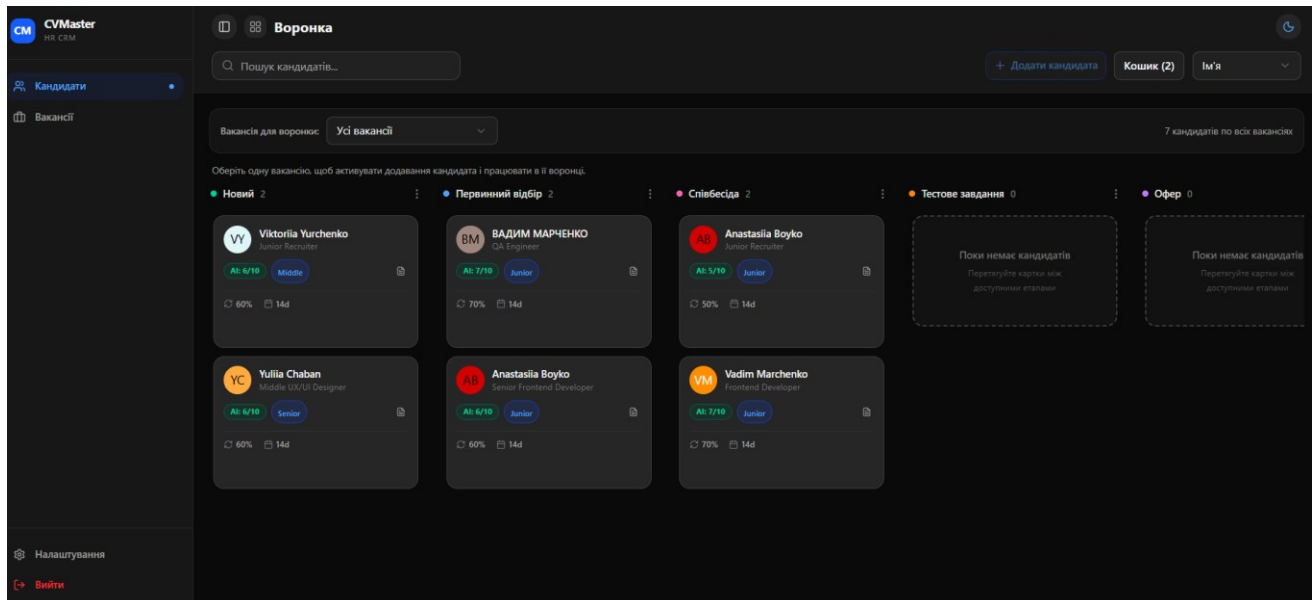 CM
CVMaster
HR CRM
Кандидати
Вакансії
Налаштування
Вийти
Воронка
Пошук кандидатів...
+ Додати кандидата
Кошик (2)
Ім'я
Вакансія для воронки:
Усі вакансії
7 кандидатів по всіх вакансіях
Оберіть одну вакансію, щоб активувати додавання кандидата і працювати в її воронці.
Новий 2
VY
Viktoriia Yurchenko
Junior Recruiter
AI: 6/10 Middle
60% 14d
YC
Yuliia Chaban
Middle UX/UI Designer
AI: 6/10 Senior
60% 14d
Первинний відбір 2
ВМ
ВАДИМ МАРЧЕНКО
QA Engineer
AI: 7/10 Junior
70% 14d
AB
Anastasiia Boyko
Senior Frontend Developer
AI: 6/10 Junior
60% 14d
Співбесіда 2
AB
Anastasiia Boyko
Junior Recruiter
AI: 5/10 Junior
50% 14d
VM
Vadim Marchenko
Frontend Developer
AI: 7/10 Junior
70% 14d
Тестове завдання 0
Поки немає кандидатів
Перетягуйте картки між
доступними етапами
Офер 0
Поки немає кандидатів
Перетягуйте картки між
доступними етапами